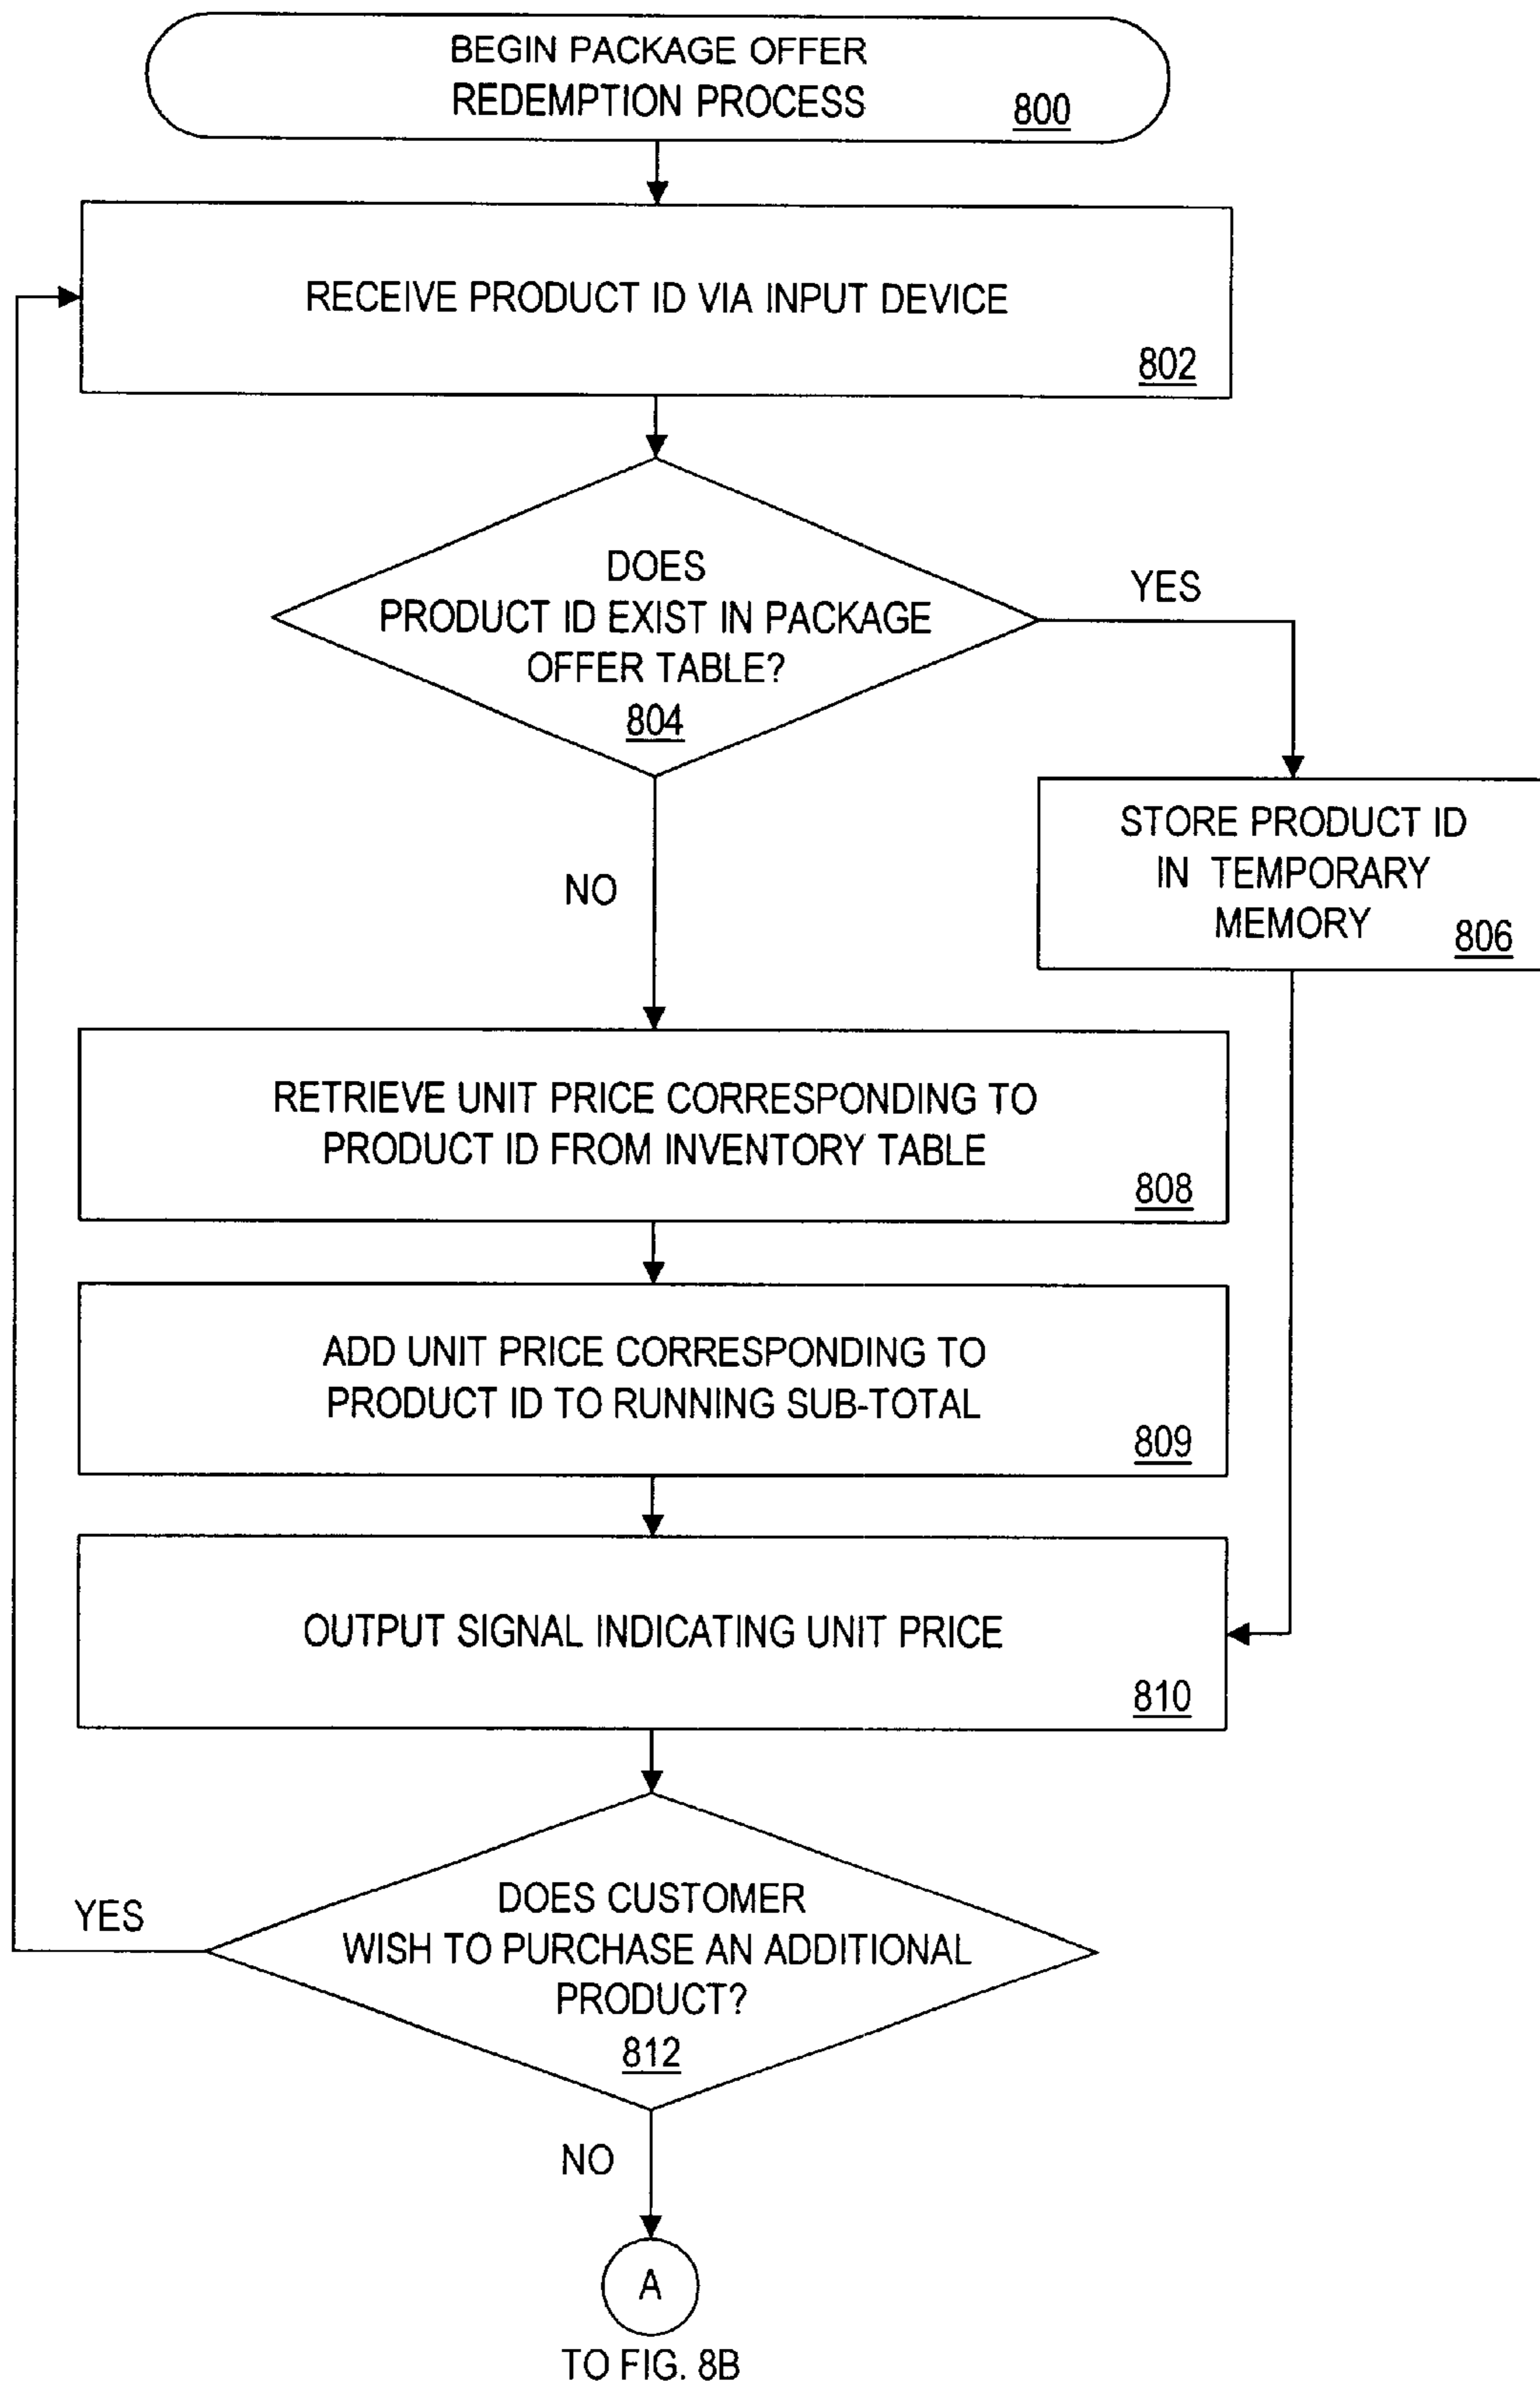 BEGIN PACKAGE OFFER
REDEMPTION PROCESS
800
RECEIVE PRODUCT ID VIA INPUT DEVICE
802
DOES
PRODUCT ID EXIST IN PACKAGE
OFFER TABLE?
804
YES
STORE PRODUCT ID
IN TEMPORARY
MEMORY
806
NO
RETRIEVE UNIT PRICE CORRESPONDING TO
PRODUCT ID FROM INVENTORY TABLE
808
ADD UNIT PRICE CORRESPONDING TO
PRODUCT ID TO RUNNING SUB-TOTAL
809
OUTPUT SIGNAL INDICATING UNIT PRICE
810
YES
DOES CUSTOMER
WISH TO PURCHASE AN ADDITIONAL
PRODUCT?
812
NO
A
TO FIG. 8B